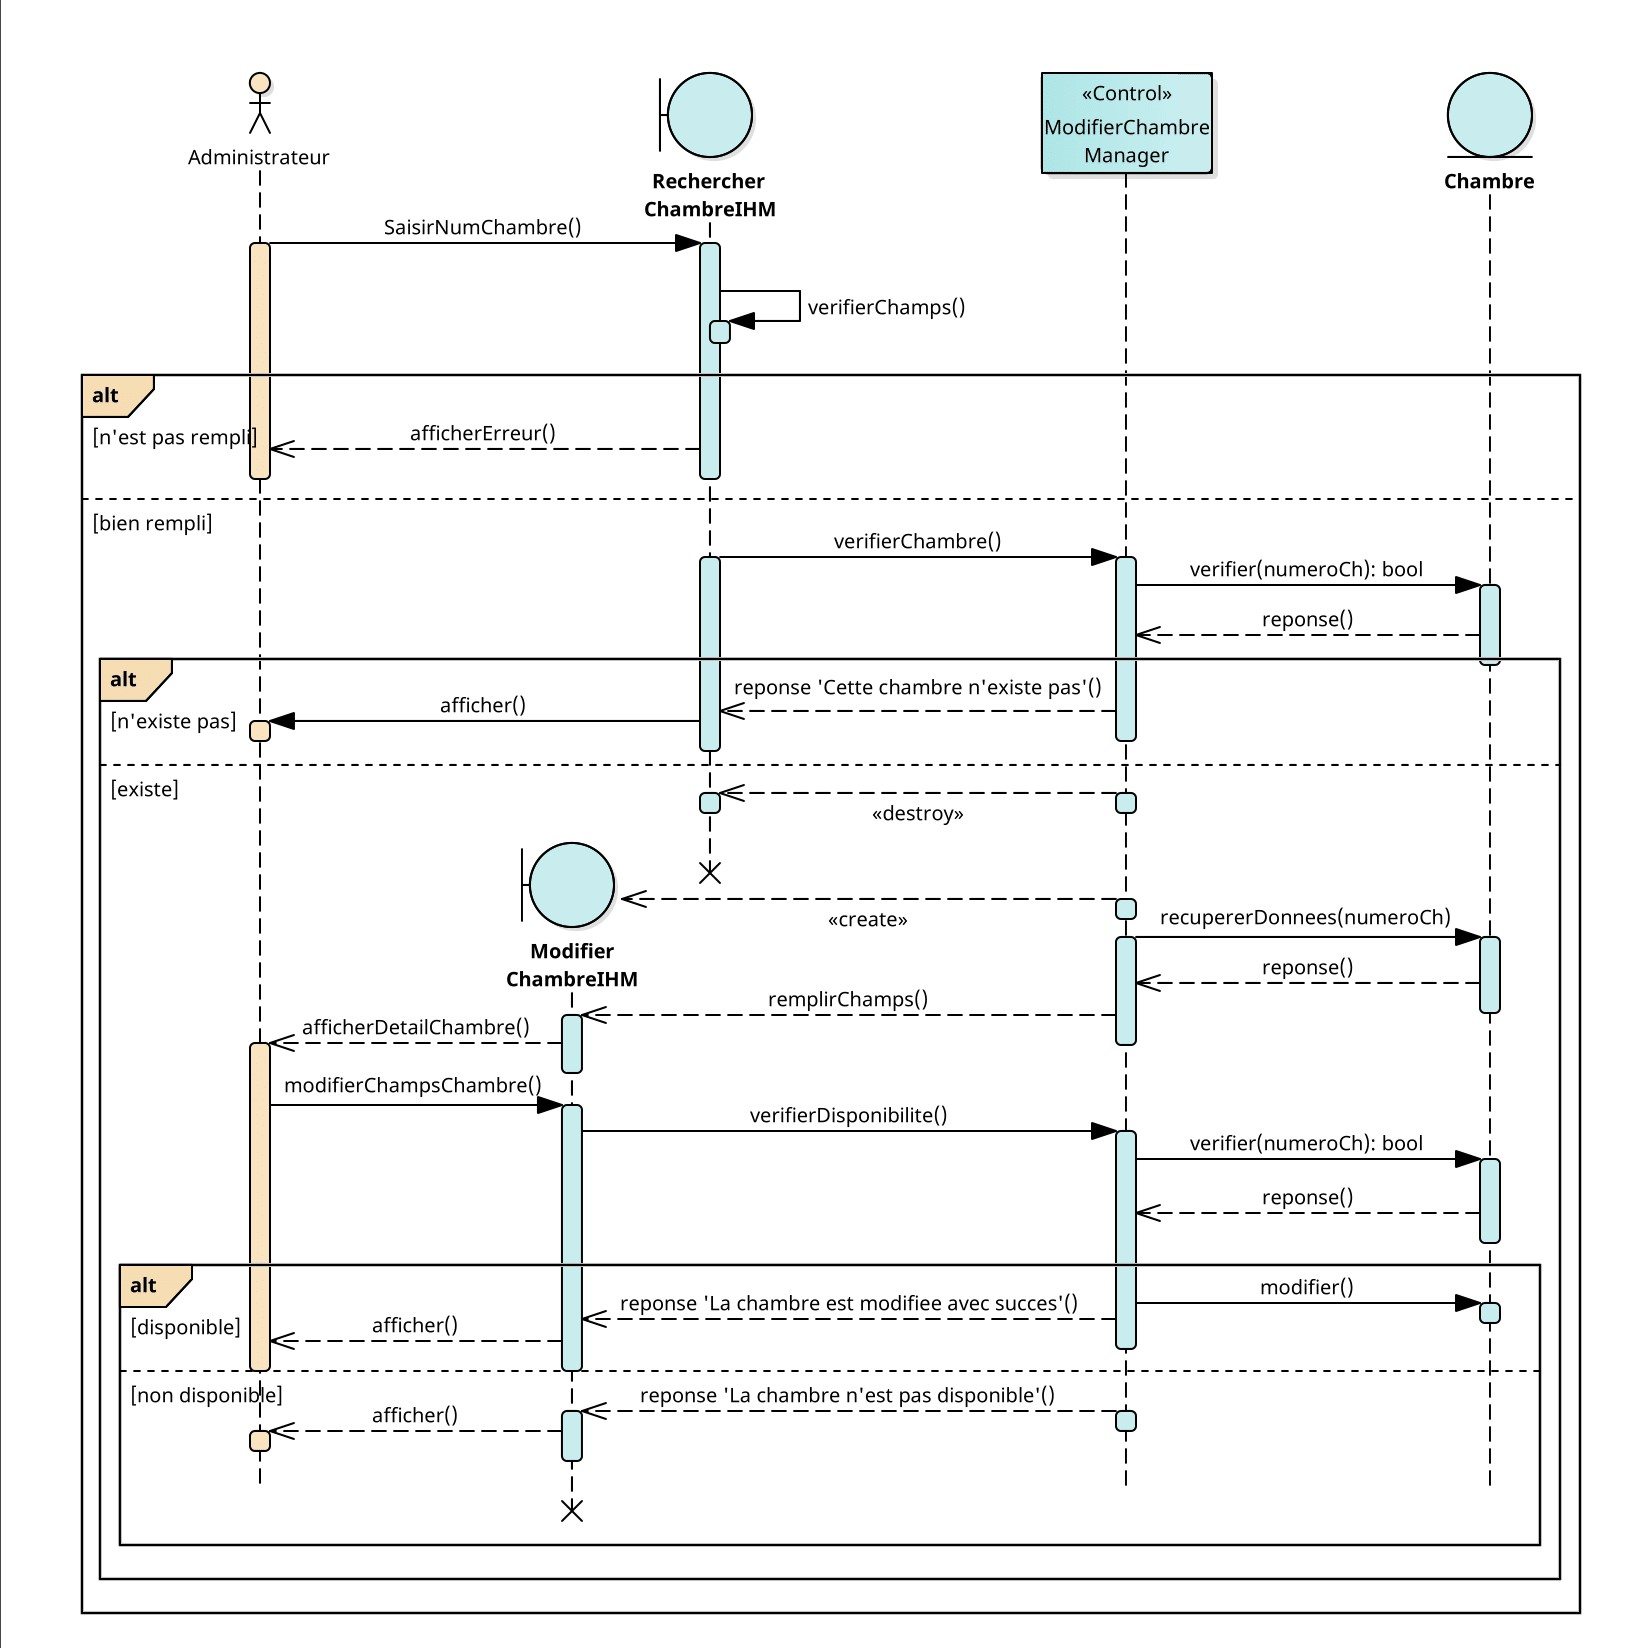 Administrateur
Rechercher
ChambreIHM
«Control»
ModifierChambre
Manager
Chambre
SaisirNumChambre()
verifierChamps()
alt
[n'est pas rempli]
afficherErreur()
[bien rempli]
verifierChambre()
verifier(numeroCh): bool
reponse()
alt
reponse 'Cette chambre n'existe pas'()
[n'existe pas]
afficher()
[existe]
«destroy»
«create»
recupererDonnees(numeroCh)
Modifier
ChambreIHM
reponse()
remplirChamps()
afficherDetailChambre()
modifierChampsChambre()
verifierDisponibilite()
verifier(numeroCh): bool
reponse()
alt
modifier()
reponse 'La chambre est modifiee avec succes'()
[disponible]
afficher()
[non disponible]
reponse 'La chambre n'est pas disponible'()
afficher()